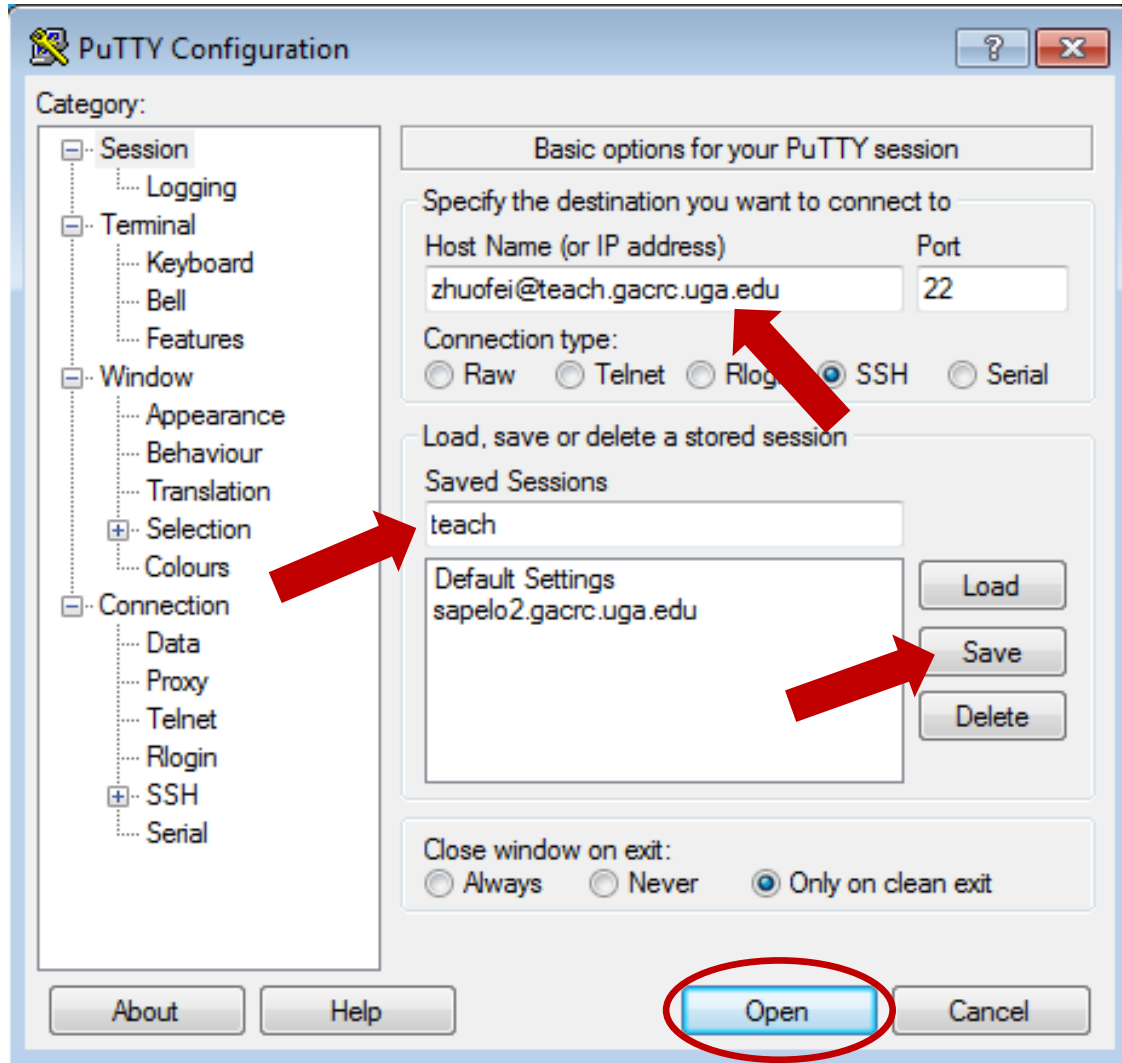 PuTTY Configuration
Category:
Session
Logging
Terminal
Keyboard
Bell
Features
Window
Appearance
Behaviour
Translation
Selection
Colours
Connection
Data
Proxy
Telnet
Rlogin
SSH
Serial
Basic options for your PuTTY session
Specify the destination you want to connect to
Host Name (or IP address) Port
zhuofei@teach.gacrc.uga.edu 22
Connection type:
Raw Telnet Rlogin SSH Serial
Load, save or delete a stored session
Saved Sessions
teach
Default Settings
sapelo2.gacrc.uga.edu
Load
Save
Delete
Close window on exit:
Always Never Only on clean exit
About Help Open Cancel